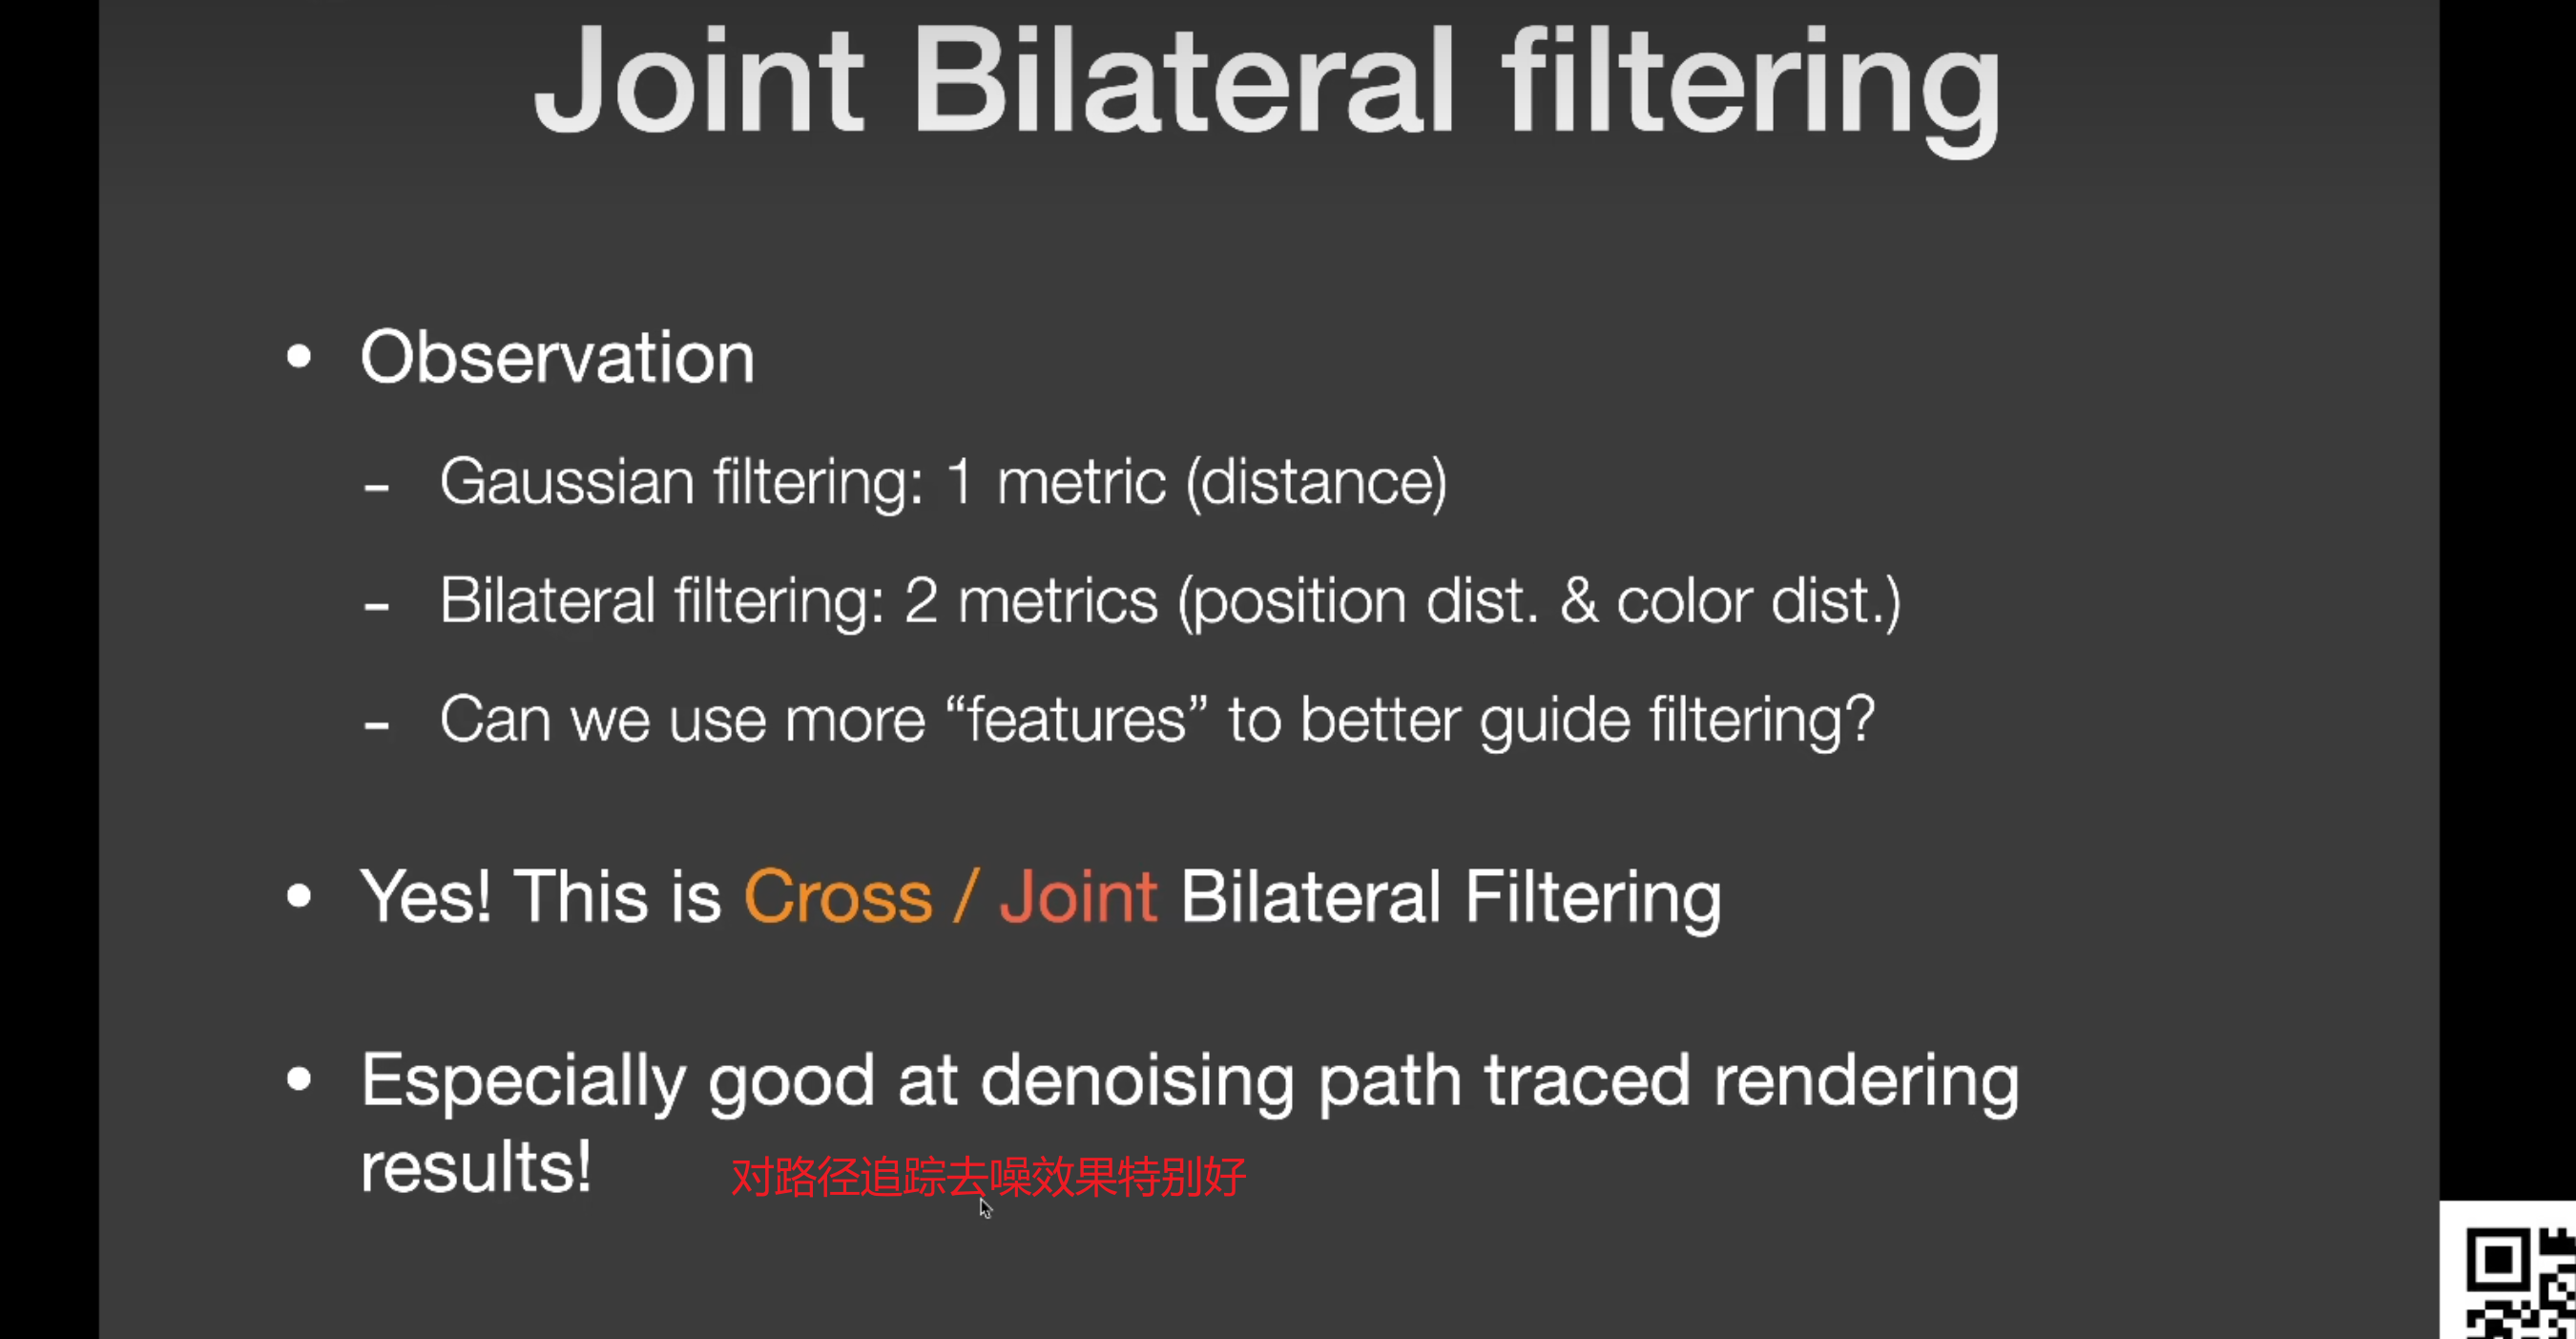 Joint Bilateral filtering
• Observation
- Gaussian filtering: 1 metric (distance)
- Bilateral filtering: 2 metrics (position dist. & color dist.)
- Can we use more “features” to better guide filtering?
• Yes! This is Cross / Joint Bilateral Filtering
• Especially good at denoising path traced rendering
results! 对路径追踪去噪效果特别好